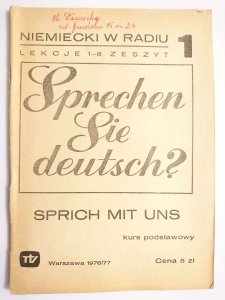 NIEMIECKI W RADIU
LEKCJE 1-8 ZESZYT 1
Sprechen
Sie
deutsch?
SPRICH MIT UNS
kurs podstawowy
Warszawa 1976/77
Cena 5 zł